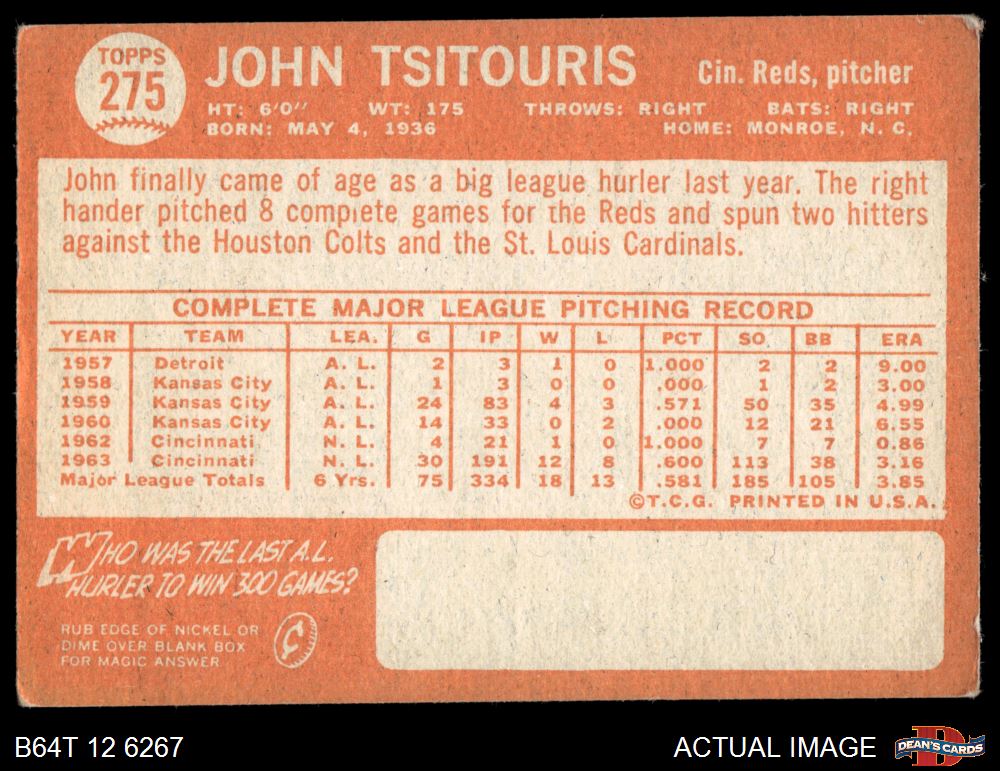 TOPPS
275
JOHN TSITOURIS
Cin. Reds, pitcher
HT: 6'0" WT: 175 THROWS: RIGHT BATS: RIGHT
BORN: MAY 4, 1936 HOME: MONROE, N. C.
John finally came of age as a big league hurler last year. The right
hander pitched 8 complete games for the Reds and spun two hitters
against the Houston Colts and the St. Louis Cardinals.
COMPLETE MAJOR LEAGUE PITCHING RECORD
YEAR TEAM LEA. G IP W L PCT SO BB ERA
1957 Detroit A. L. 2 3 1 0 1.000 2 2 9.00
1958 Kansas City A. L. 1 3 0 0 .000 1 2 3.00
1959 Kansas City A. L. 24 83 4 3 .571 50 35 4.99
1960 Kansas City A. L. 14 33 0 2 .000 12 21 6.55
1962 Cincinnati N. L. 4 21 1 0 1.000 7 7 0.86
1963 Cincinnati N. L. 30 191 12 8 .600 113 38 3.16
Major League Totals 6 Yrs. 75 334 18 13 .581 185 105 3.85
©T.C.G. PRINTED IN U.S.A.
WHO WAS THE LAST A.L.
HURLER TO WIN 300 GAMES?
RUB EDGE OF NICKEL OR
DIME OVER BLANK BOX
FOR MAGIC ANSWER
¢
B64T 12 6267
ACTUAL IMAGE
D
DEAN'S CARDS